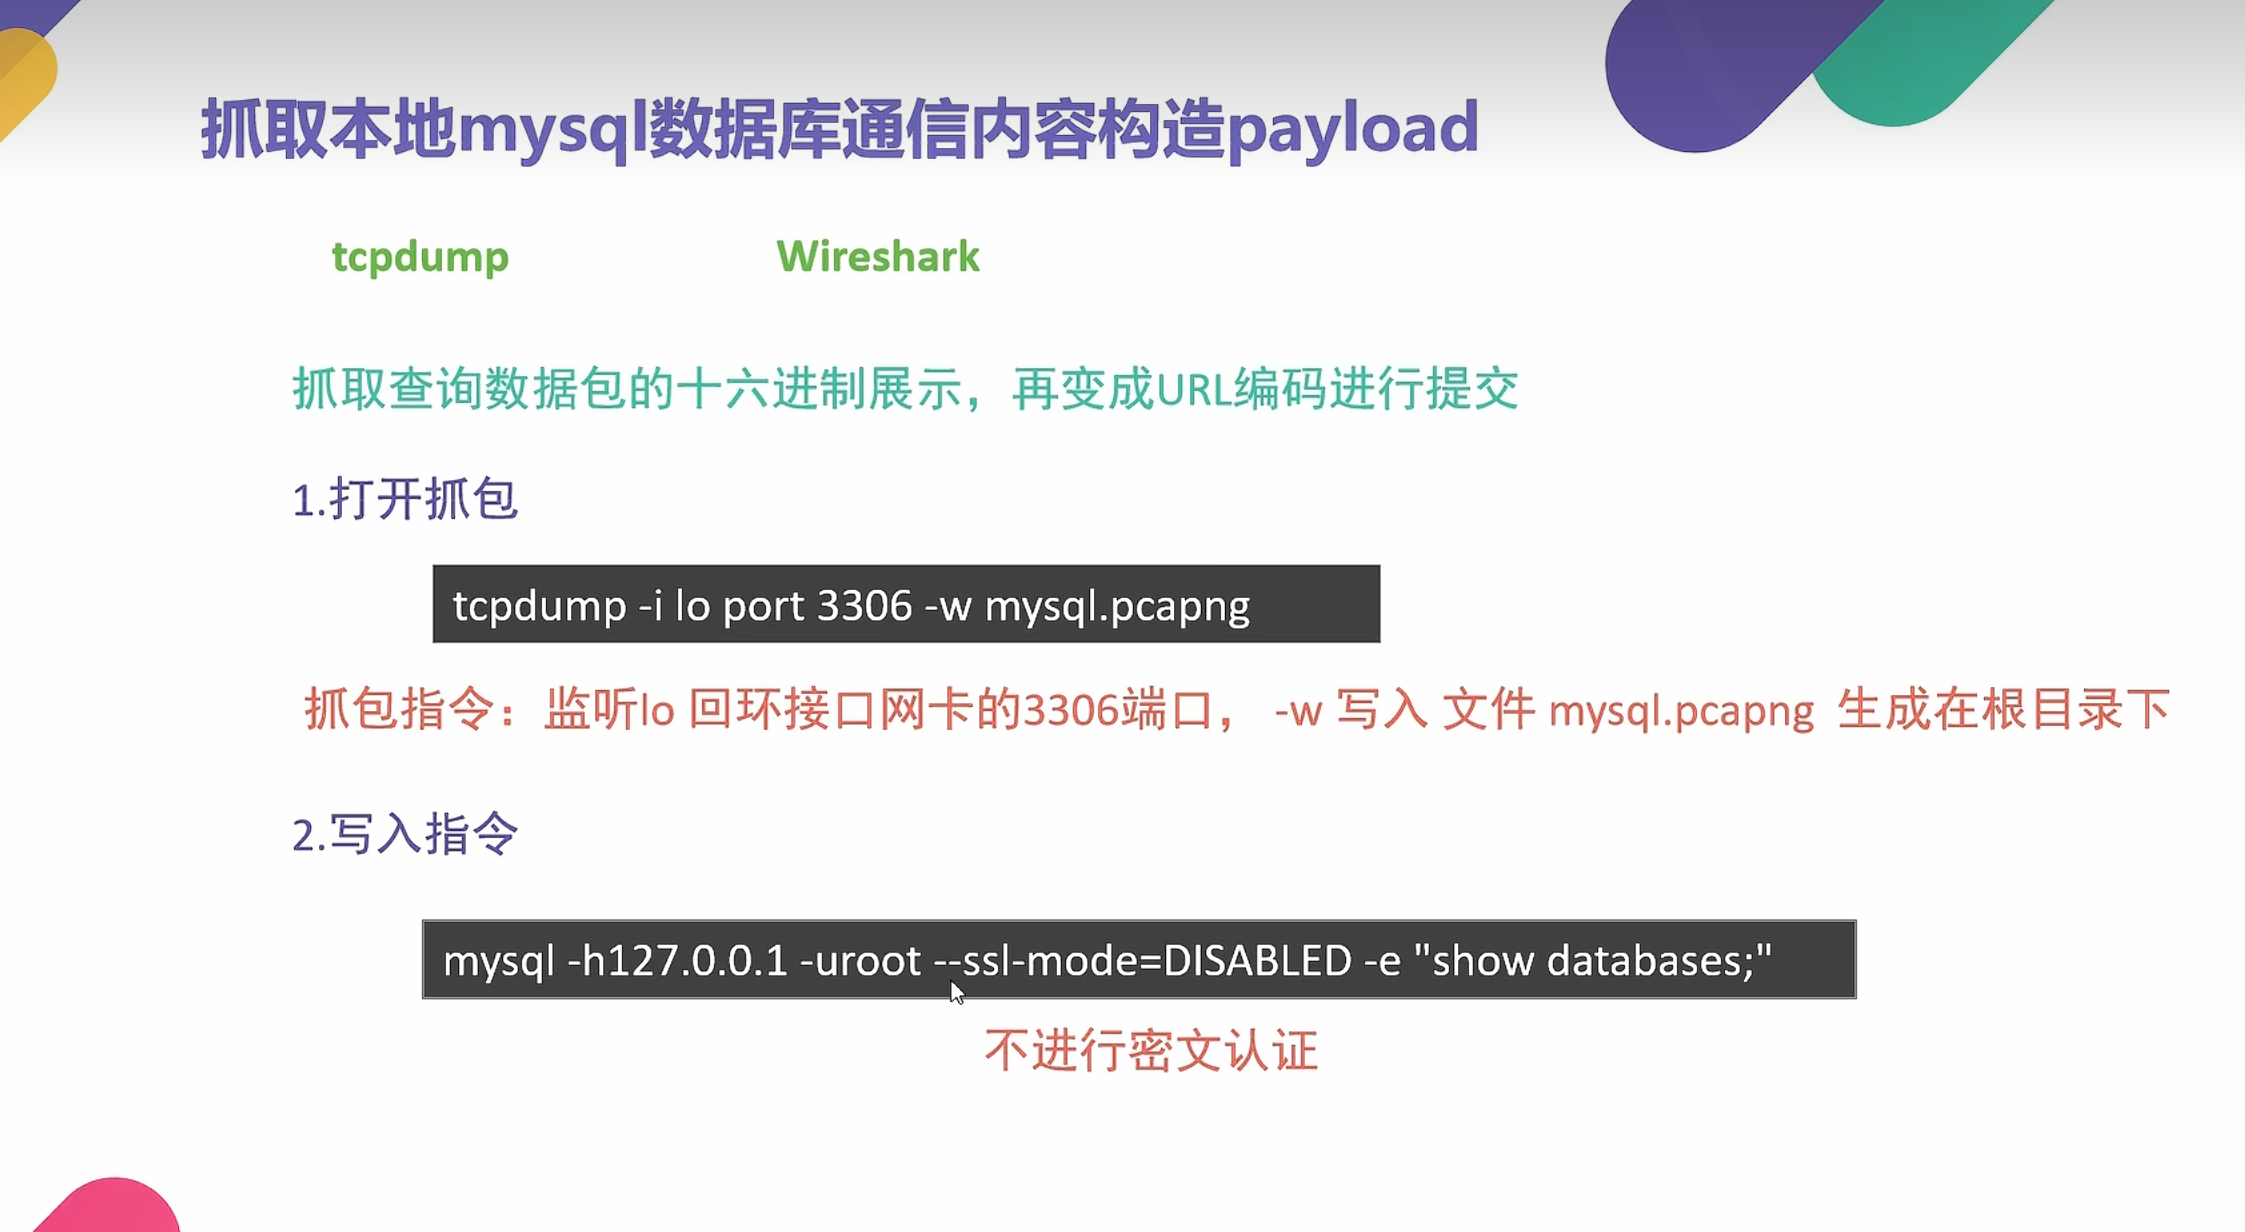 抓取本地mysql数据库通信内容构造payload
tcpdump Wireshark
抓取查询数据包的十六进制展示，再变成URL编码进行提交
1.打开抓包
tcpdump -i lo port 3306 -w mysql.pcapng
抓包指令：监听lo 回环接口网卡的3306端口， -w 写入 文件 mysql.pcapng 生成在根目录下
2.写入指令
mysql -h127.0.0.1 -uroot --ssl-mode=DISABLED -e "show databases;"
不进行密文认证